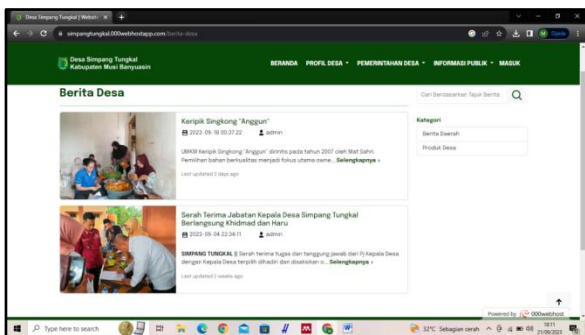 Desa Simpang Tungkal | Website
simpangtungkal.000webhostapp.com/berita-desa
Desa Simpang Tungkal
Kabupaten Musi Banyuasin
BERANDA PROFIL DESA PEMERINTAHAN DESA INFORMASI PUBLIK MASUK
Berita Desa
Cari Berdasarkan Tajuk Berita
Keripik Singkong "Anggun"
2023-09-18 00:37:22 admin
UMKM Keripik Singkong "Anggun" dirintis pada tahun 2007 oleh Mat Sahri.
Pemilihan bahan berkualitas menjadi fokus utama
... Selengkapnya »
Last updated 2 days ago
Kategori
Berita Daerah
Produk Desa
Serah Terima Jabatan Kepala Desa Simpang Tungkal
Berlangsung Khidmad dan Haru
2023-09-04 22:34:11 admin
SIMPANG TUNGKAL || Serah terima tugas dan tanggung jawab dari Pj Kepala Desa
dengan Kepala Desa terpilih dihadiri dan disaksikan o... Selengkapnya »
Last updated 2 weeks ago
Powered by 000webhost
Type here to search
32°C Sebagian cerah
18:11
21/09/2023